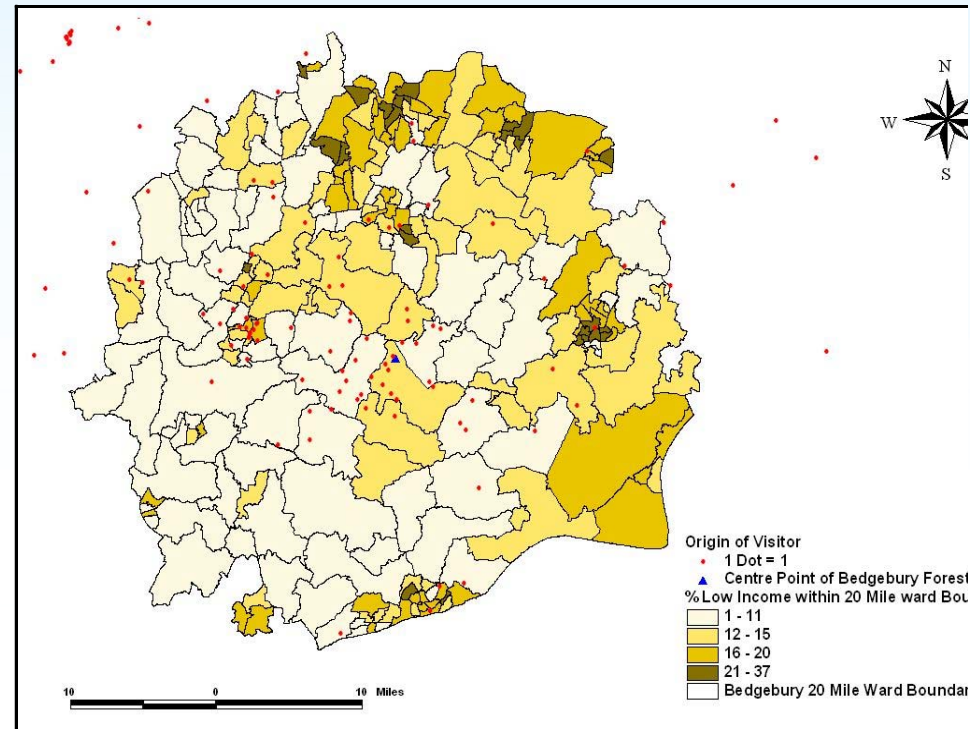 N
W
S
Origin of Visitor
1 Dot = 1
Centre Point of Bedgebury Forest
%Low Income within 20 Mile ward Bou
1 - 11
12 - 15
16 - 20
21 - 37
Bedgebury 20 Mile Ward Boundar
10 0 10 Miles